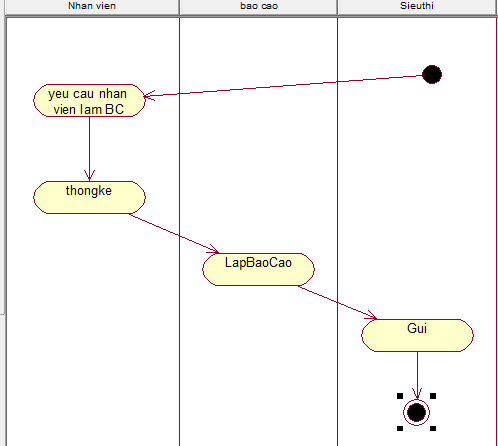 Nhan vien
bao cao
Sieuthi
yeu cau nhan
vien lam BC
thongke
LapBaoCao
Gui